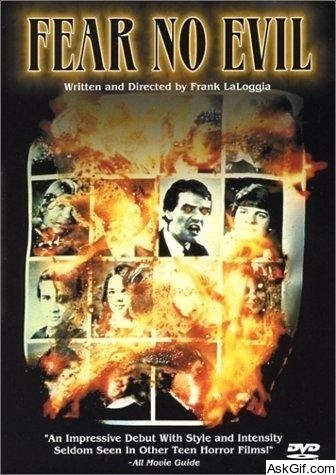 FEAR NO EVIL
Written and Directed by Frank LaLoggia
"An Impressive Debut With Style and Intensity
Seldom Seen In Other Teen Horror Films!"
-All Movie Guide
DVD
AskGif.com